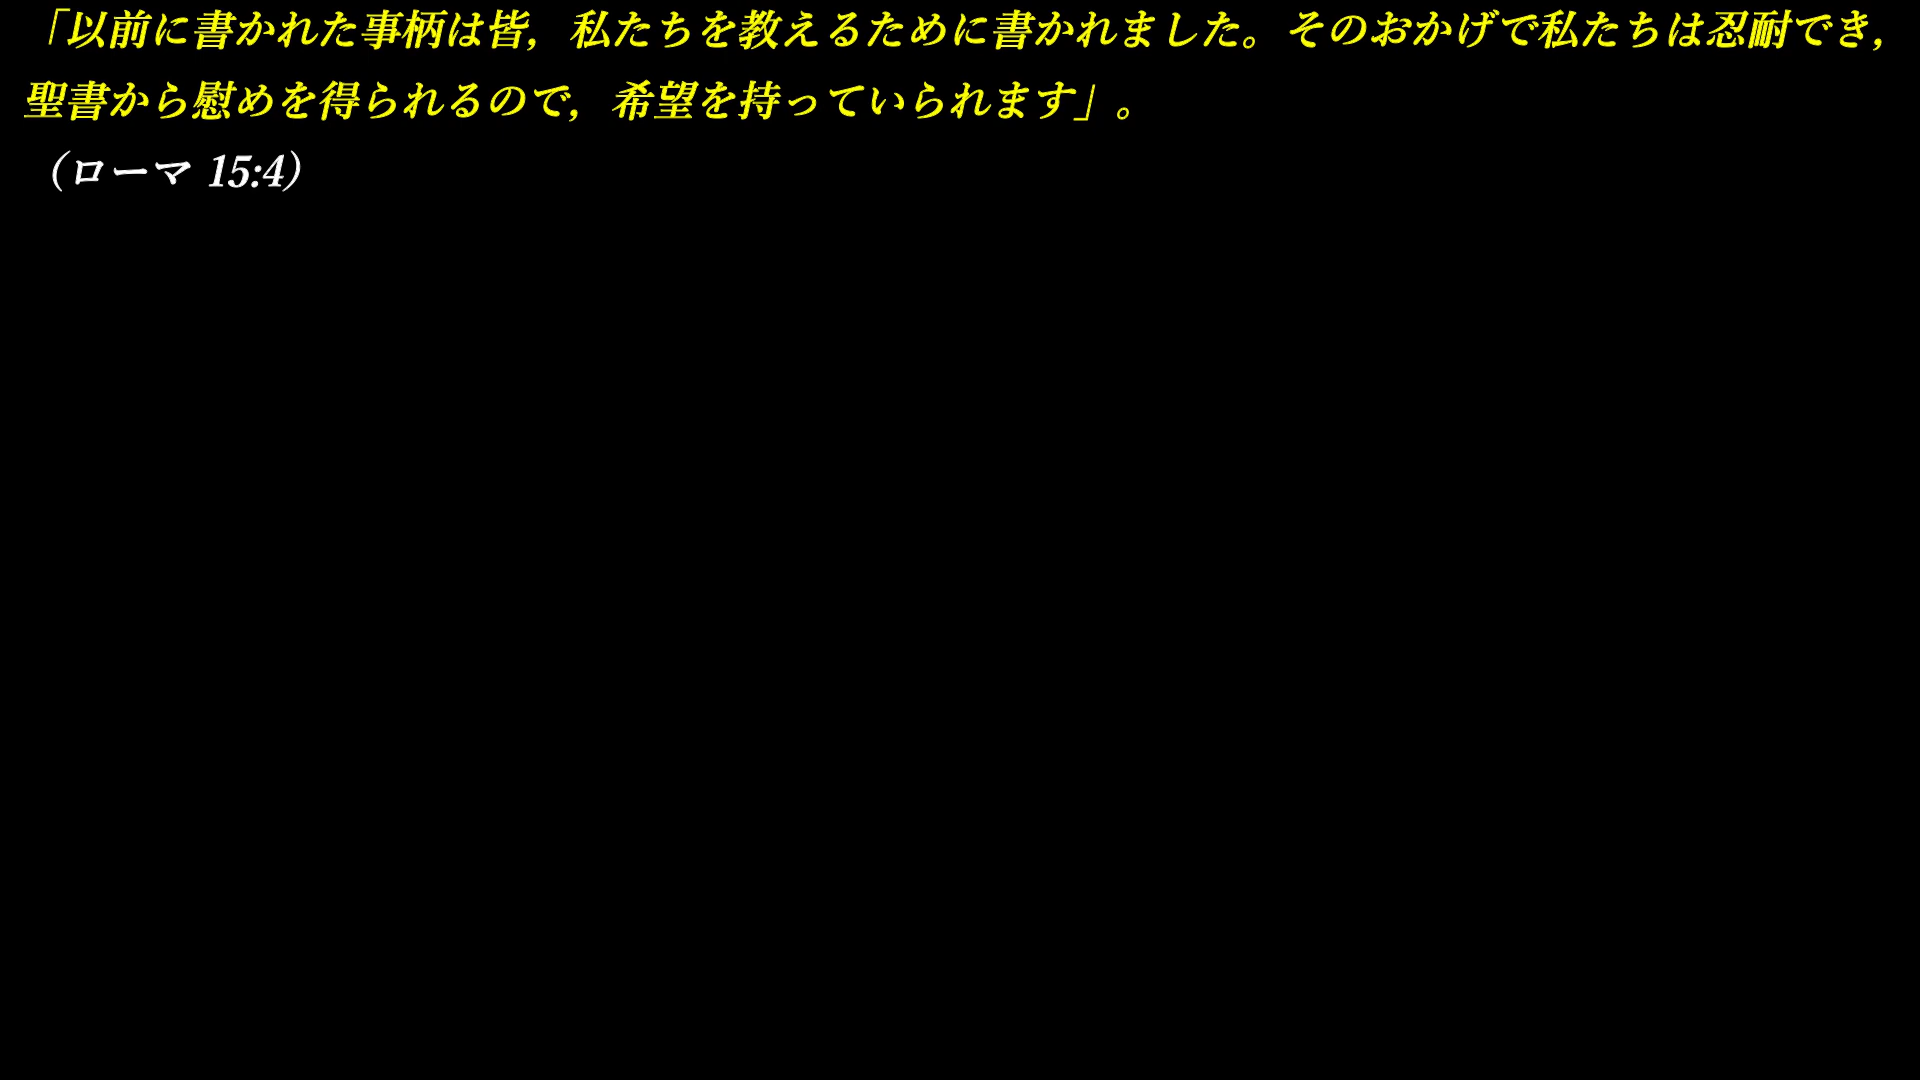 「以前に書かれた事柄は皆，私たちを教えるために書かれました。そのおかげで私たちは忍耐でき，
聖書から慰めを得られるので，希望を持っていられます」。
（ローマ 15:4）